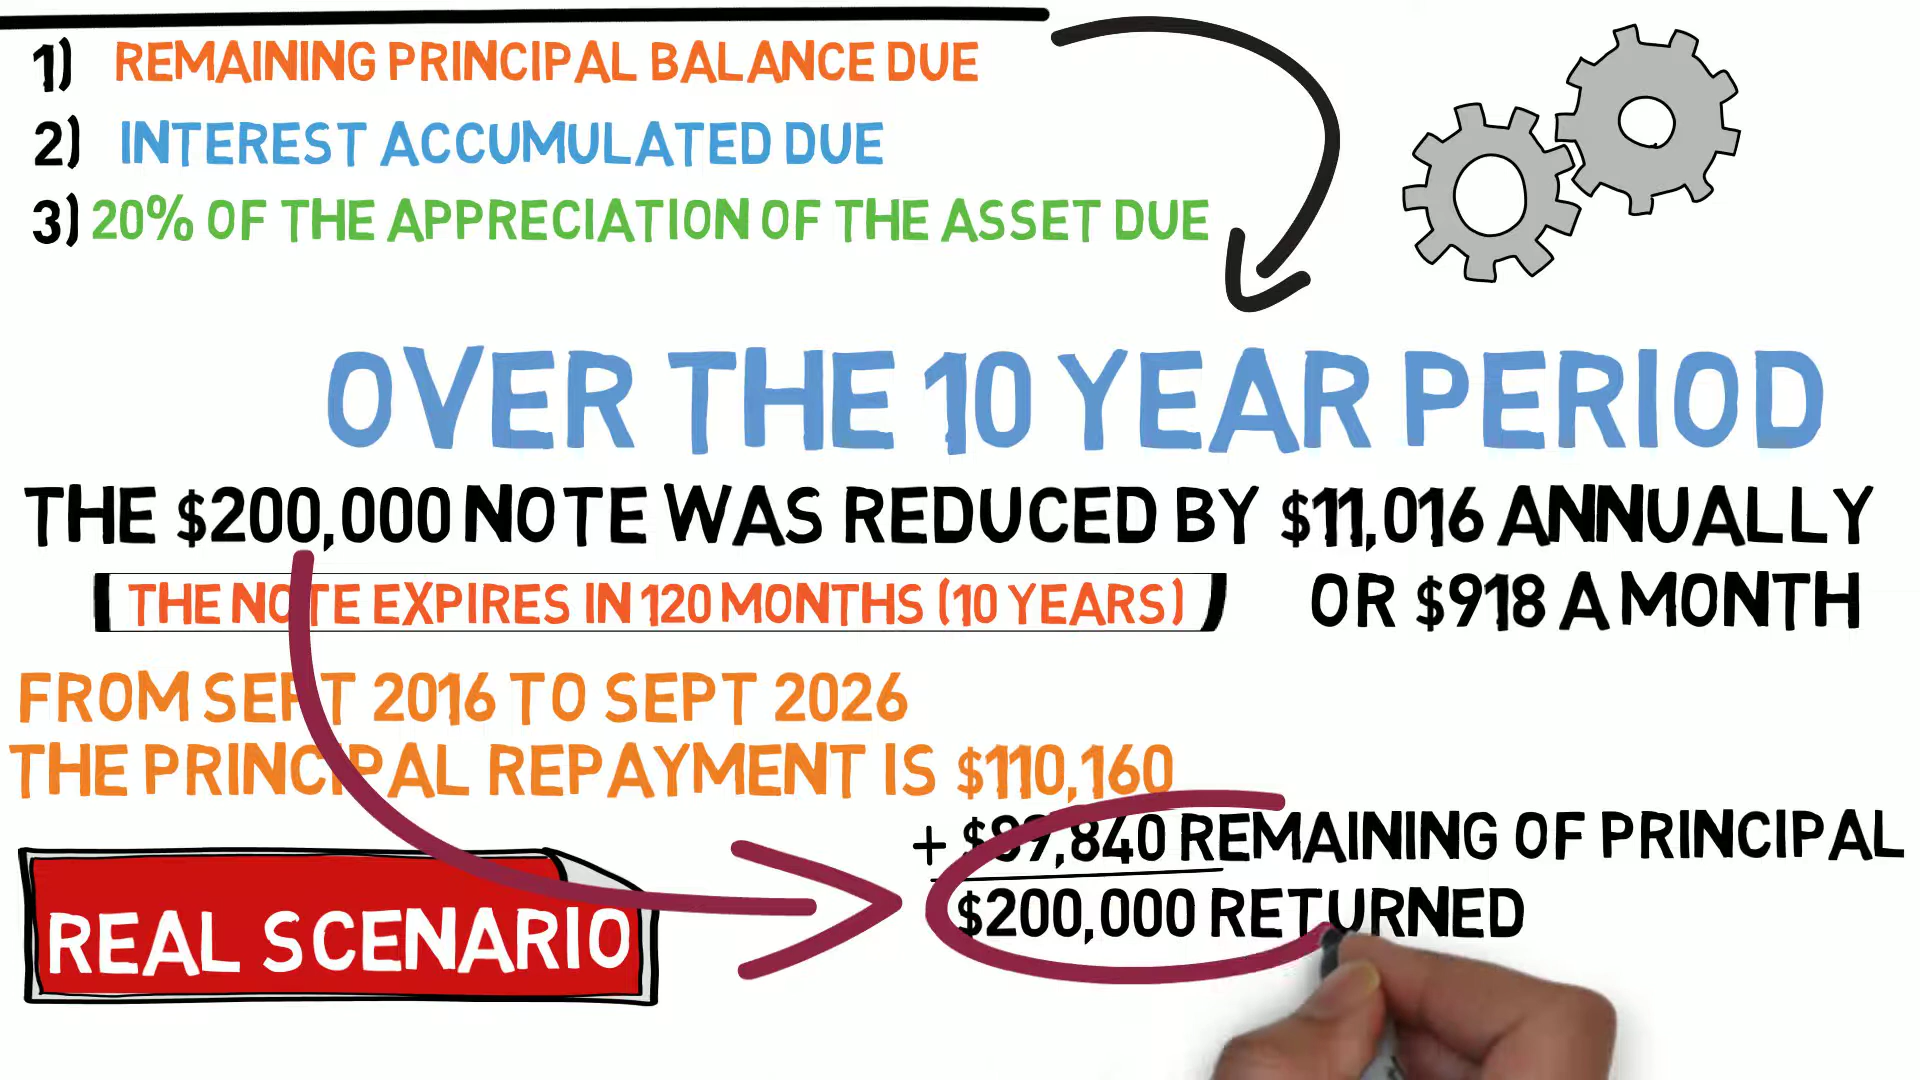 1) REMAINING PRINCIPAL BALANCE DUE
2) INTEREST ACCUMULATED DUE
3) 20% OF THE APPRECIATION OF THE ASSET DUE
OVER THE 10 YEAR PERIOD
THE $200,000 NOTE WAS REDUCED BY $11,016 ANNUALLY
THE NOTE EXPIRES IN 120 MONTHS (10 YEARS)
OR $918 A MONTH
FROM SEPT 2016 TO SEPT 2026
THE PRINCIPAL REPAYMENT IS $110,160
+ $89,840 REMAINING OF PRINCIPAL
$200,000 RETURNED
REAL SCENARIO